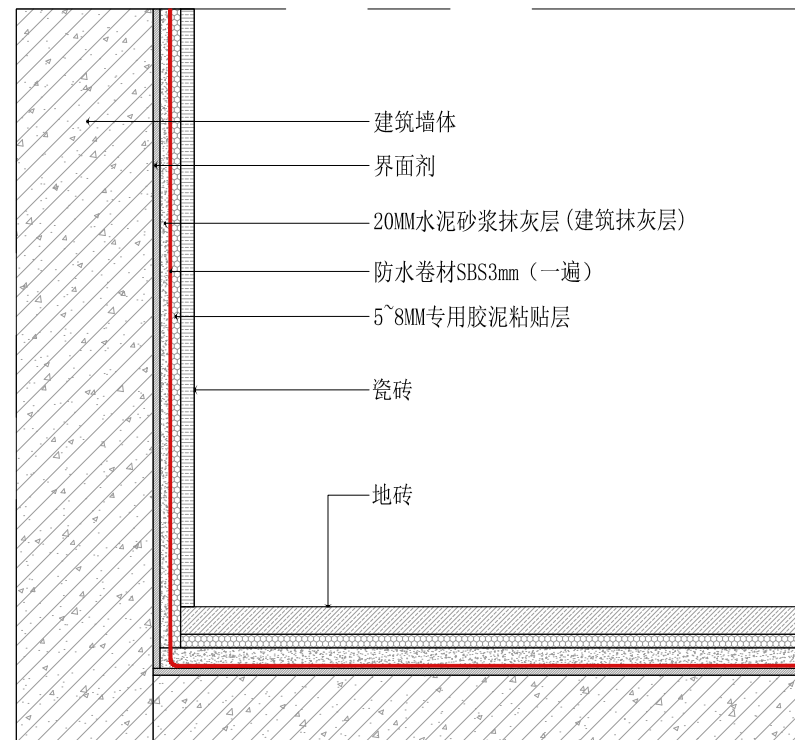 建筑墙体
界面剂
20MM水泥砂浆抹灰层(建筑抹灰层)
防水卷材SBS3mm（一遍）
5~8MM专用胶泥粘贴层
瓷砖
地砖